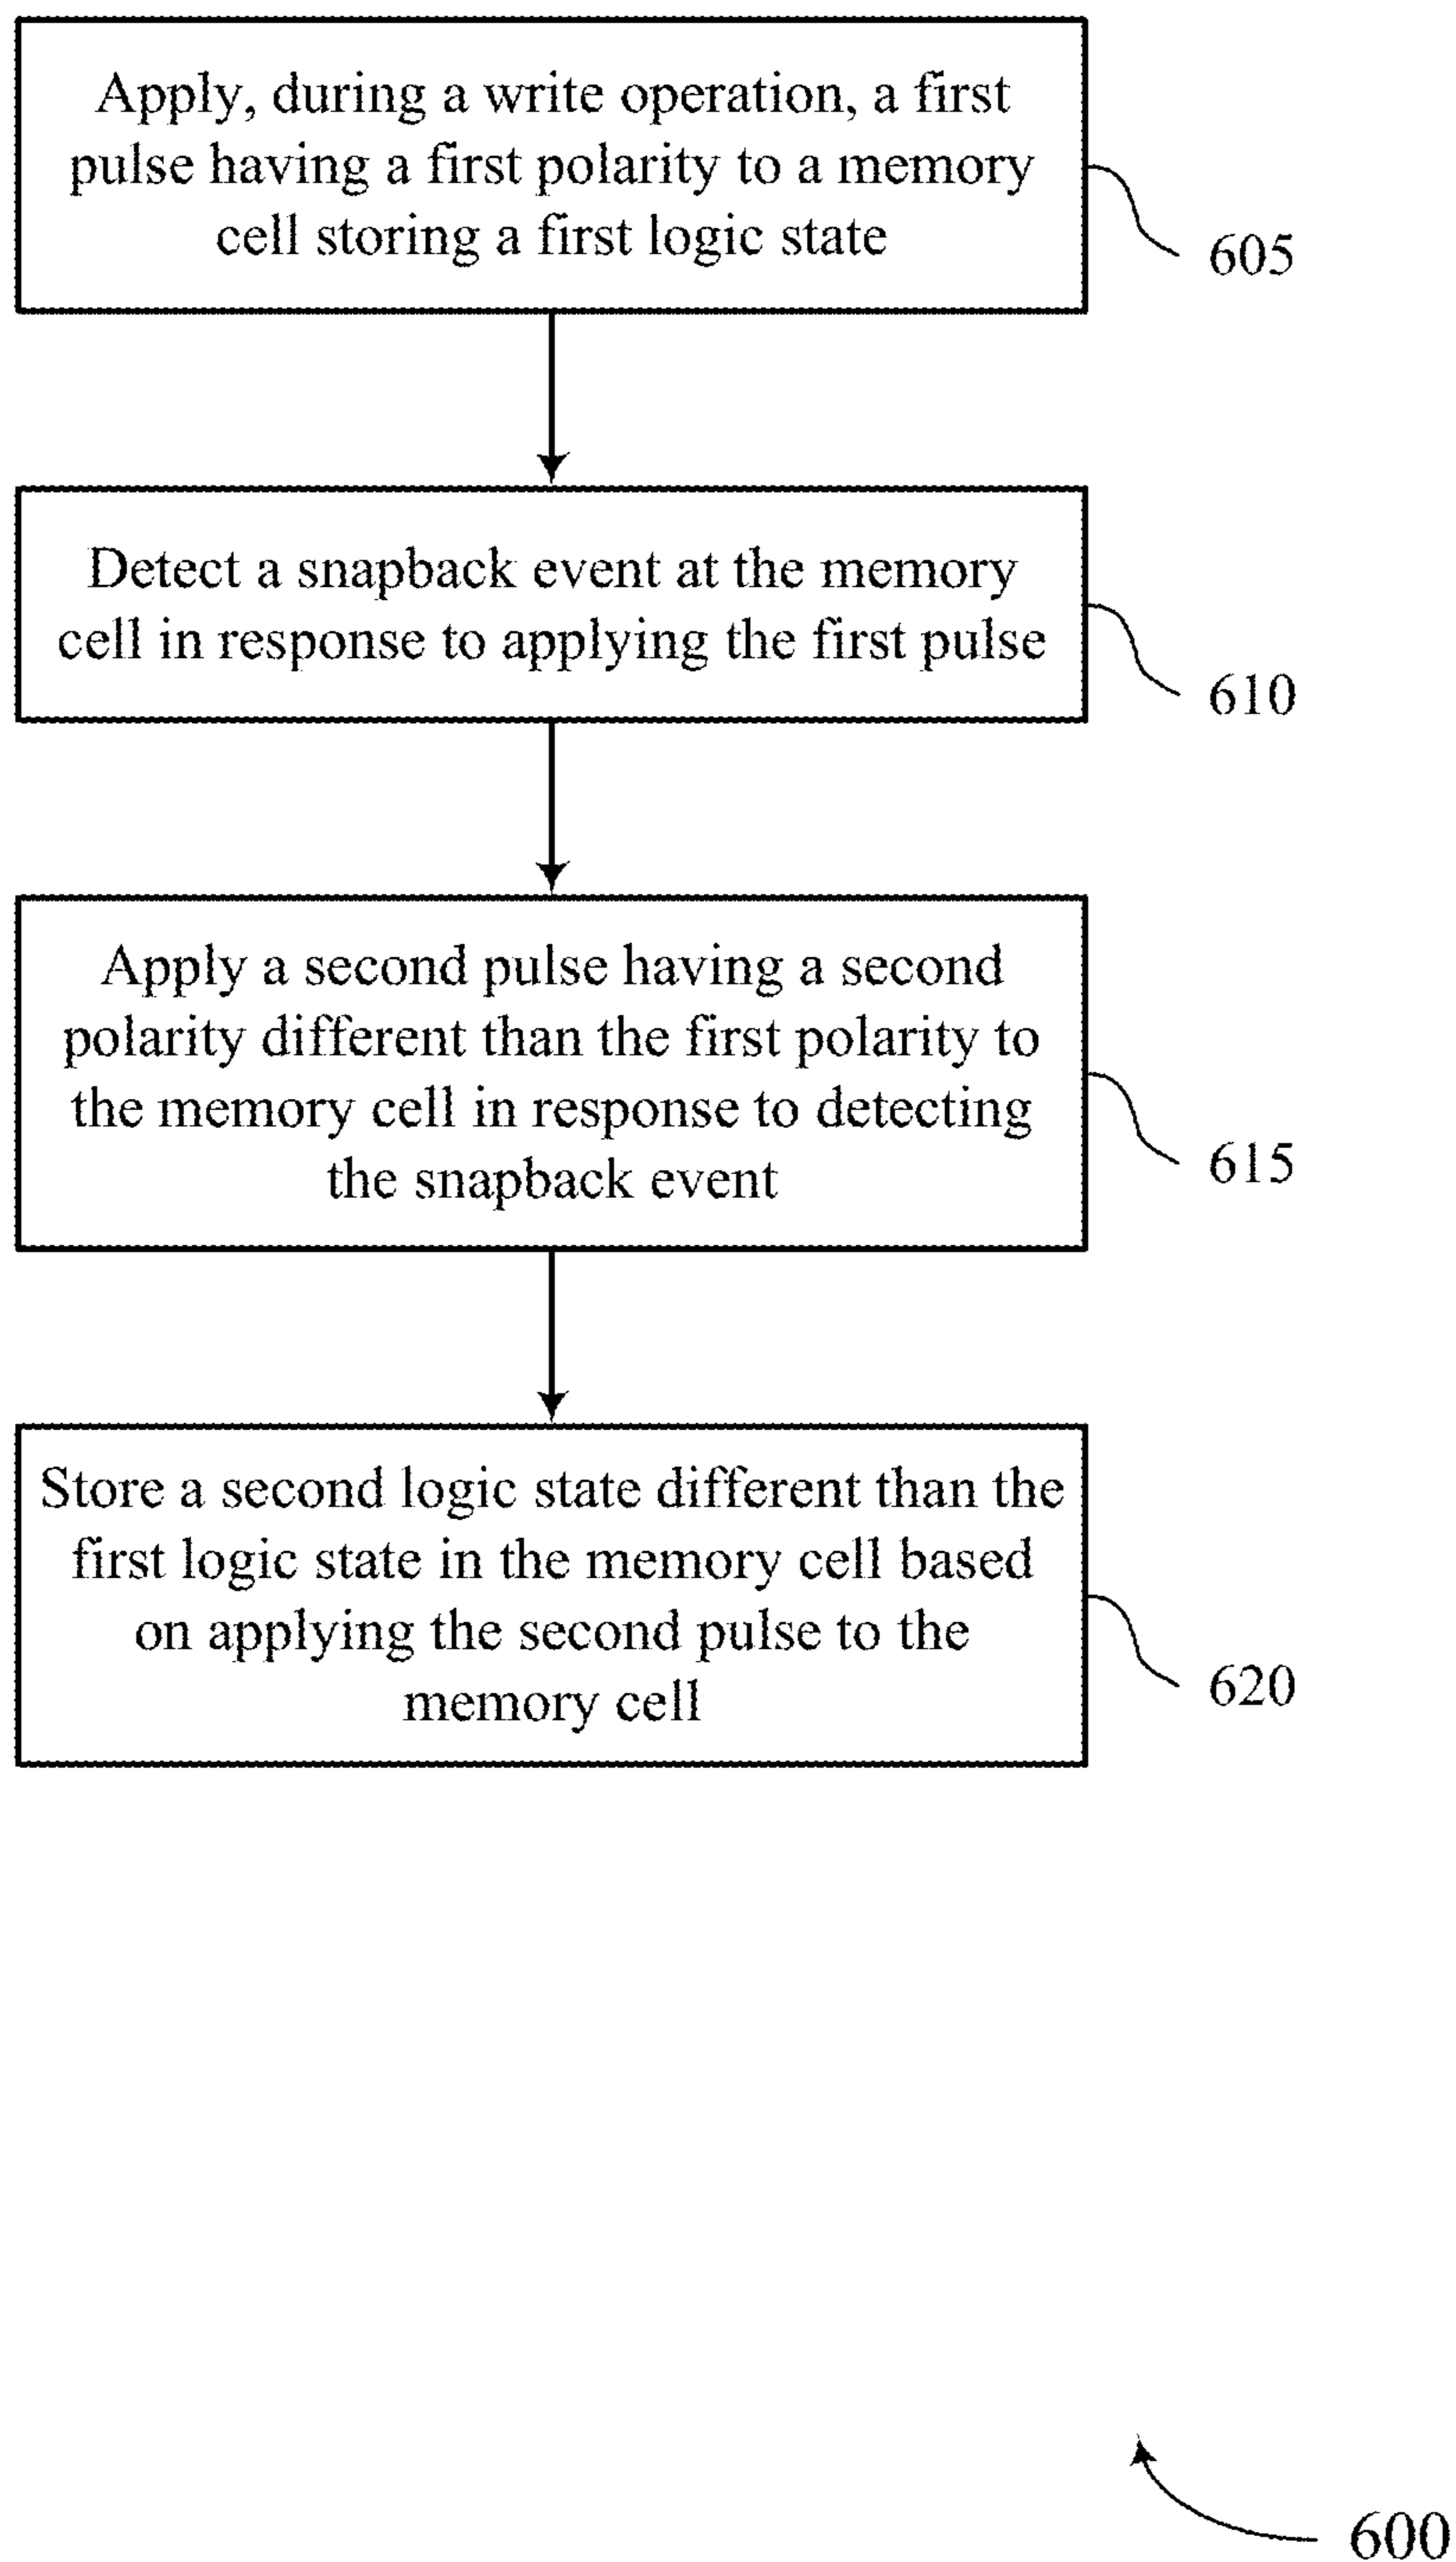 Apply, during a write operation, a first
pulse having a first polarity to a memory
cell storing a first logic state
605
Detect a snapback event at the memory
cell in response to applying the first pulse
610
Apply a second pulse having a second
polarity different than the first polarity to
the memory cell in response to detecting
the snapback event
615
Store a second logic state different than the
first logic state in the memory cell based
on applying the second pulse to the
memory cell
620
600